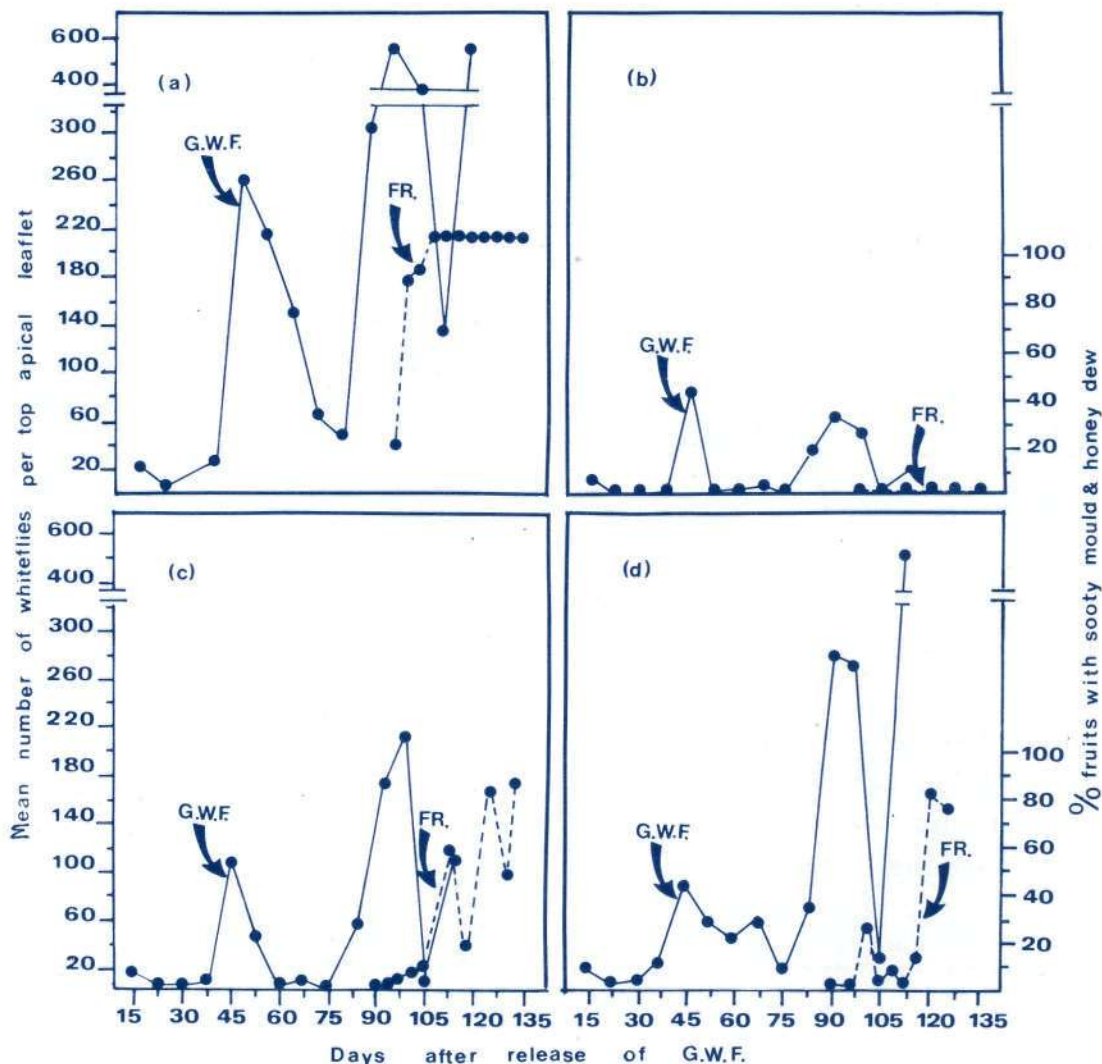 600
400
300
260
220
180
140
100
60
20
(a)
G.W.F.
FR.
(b)
G.W.F.
FR.
100
80
60
40
20
600
400
300
260
220
180
140
100
60
20
(c)
G.W.F.
FR.
(d)
G.W.F.
FR.
100
80
60
40
20
15 30 45 60 75 90 105 120 135
15 30 45 60 75 90 105 120 135
Mean number of whiteflies per top apical leaflet
% fruits with sooty mould & honey dew
Days after release of G.W.F.